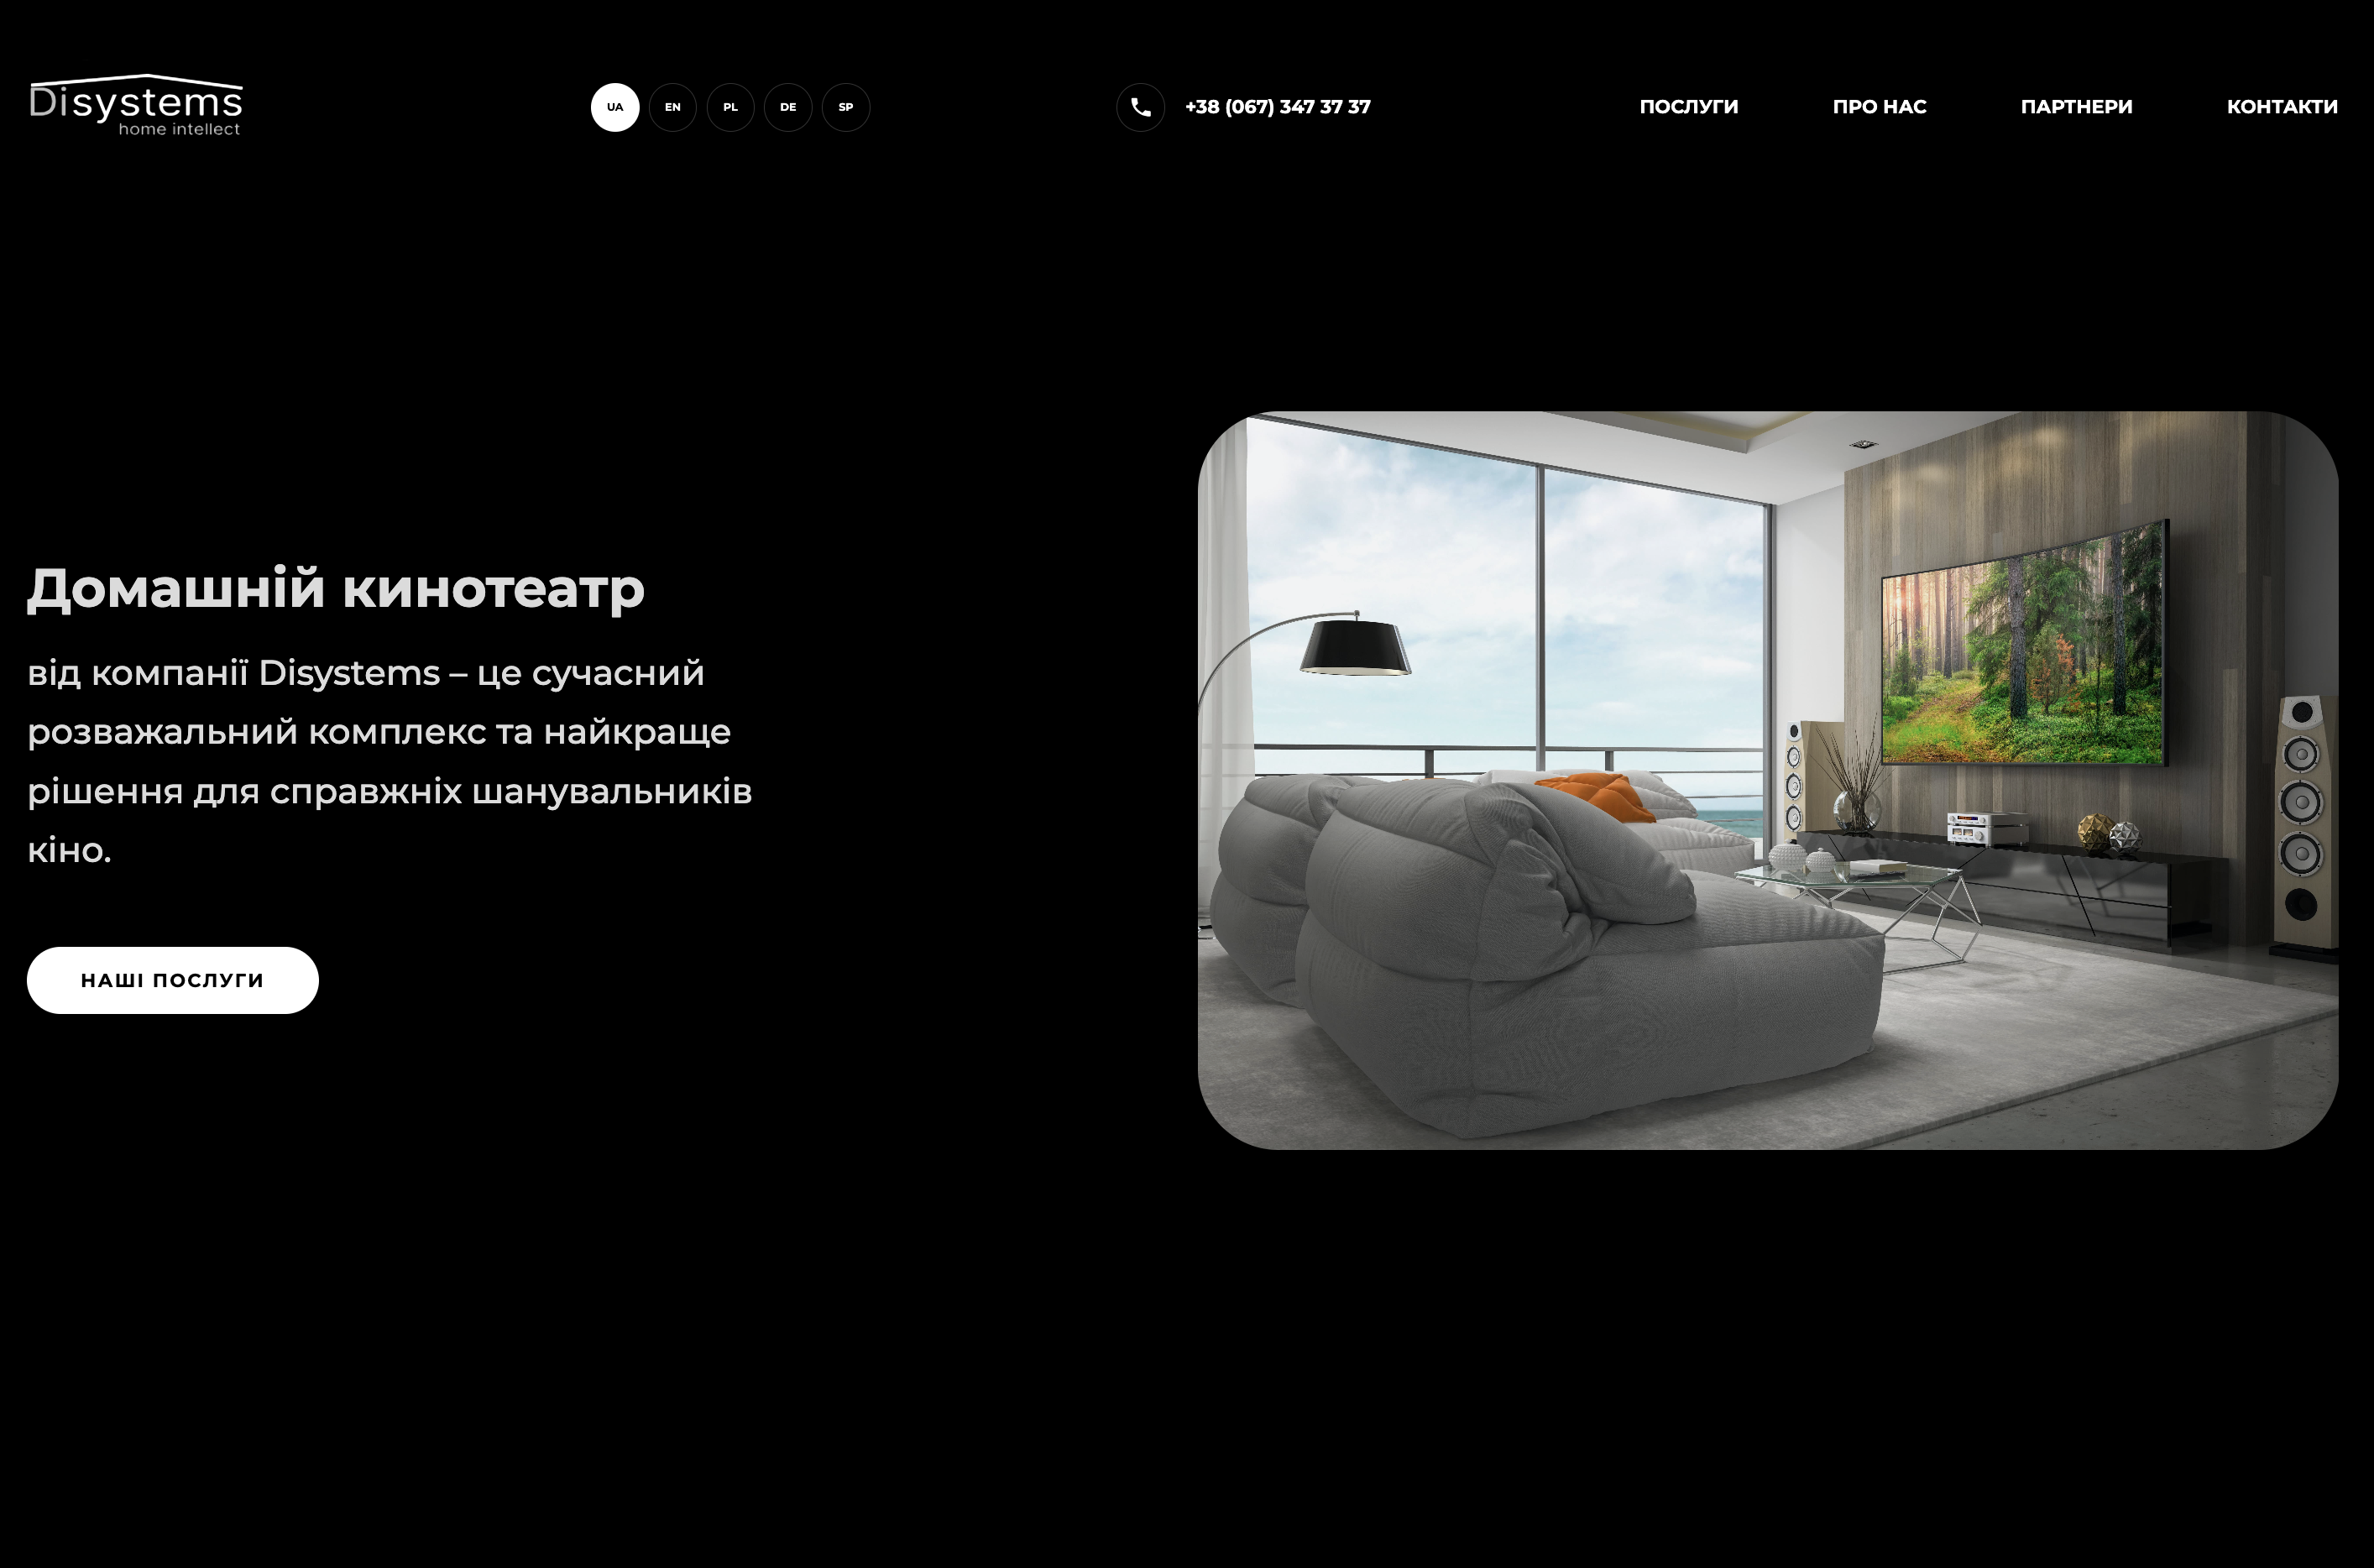 Disystems
home intellect
UA EN PL DE SP
+38 (067) 347 37 37
ПОСЛУГИ ПРО НАС ПАРТНЕРИ КОНТАКТИ
Домашній кинотеатр
від компанії Disystems – це сучасний
розважальний комплекс та найкраще
рішення для справжніх шанувальників
кіно.
НАШІ ПОСЛУГИ